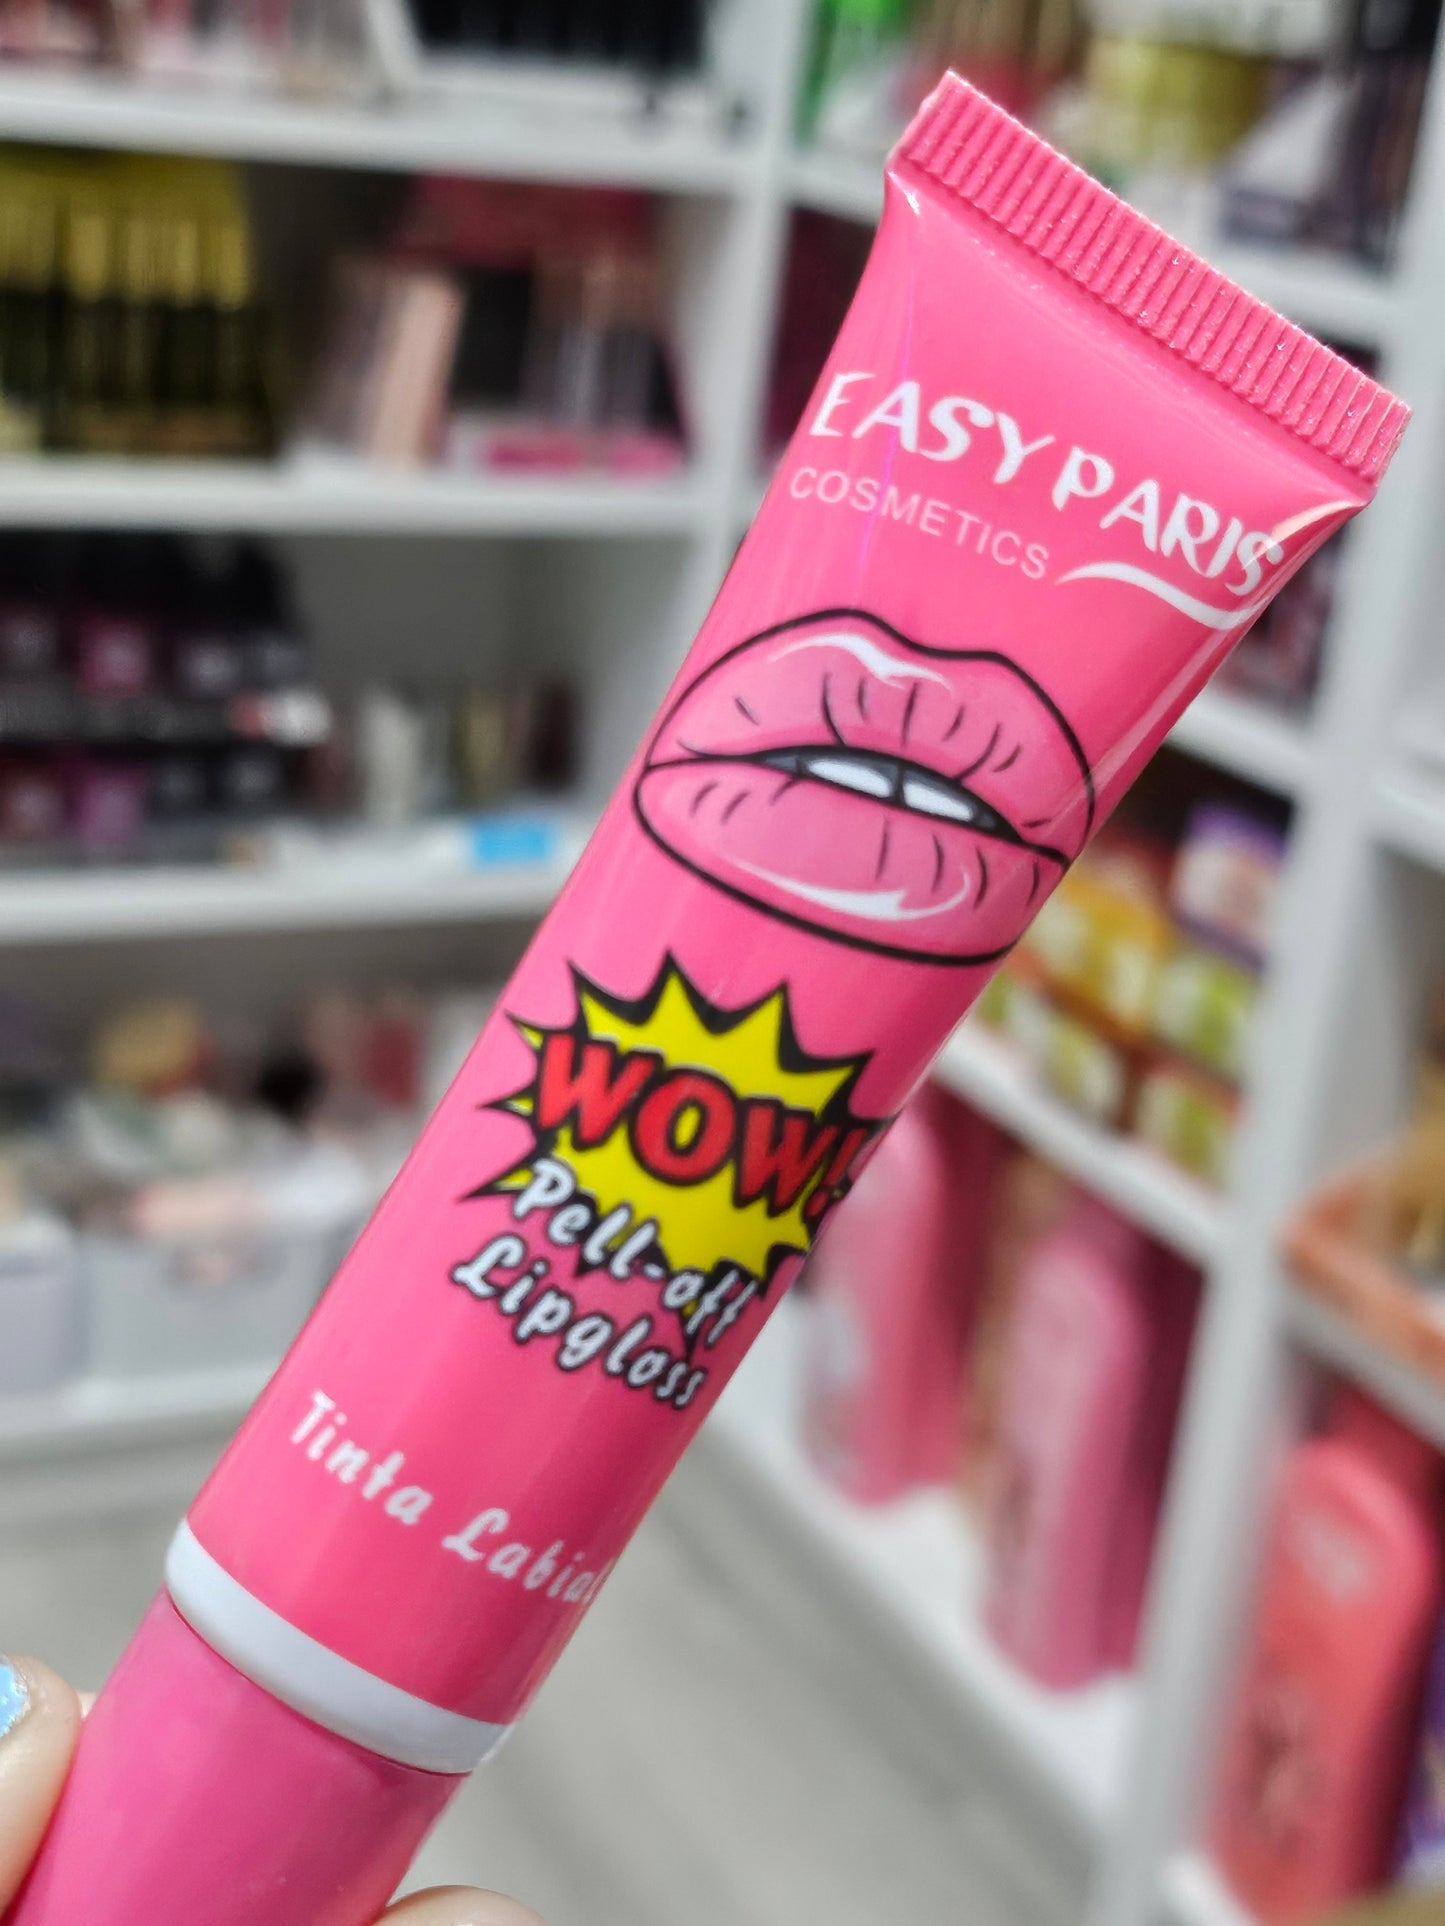 EASY PARIS
COSMETICS
WOW!
Pell-off
Lipgloss
Tinta Labial